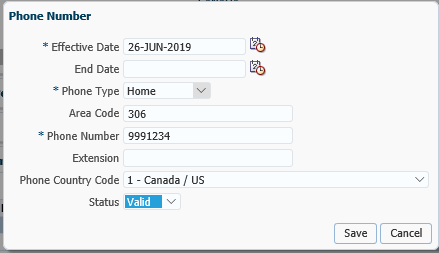 Phone Number
* Effective Date 26-JUN-2019
End Date
* Phone Type Home
Area Code 306
* Phone Number 9991234
Extension
Phone Country Code 1 - Canada / US
Status Valid
Save Cancel